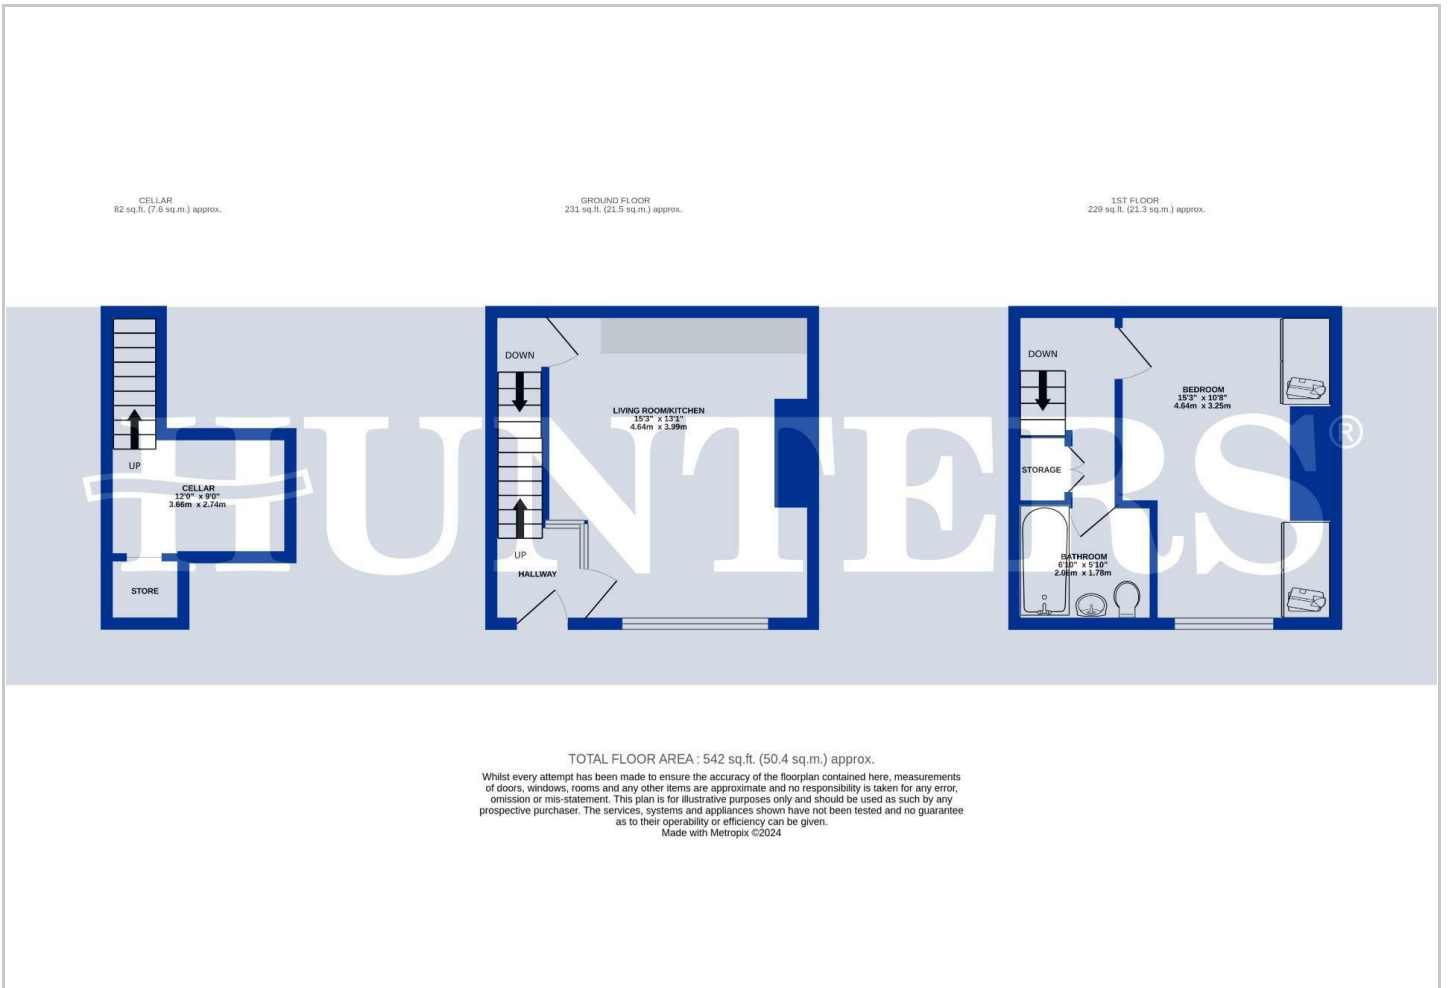 CELLAR
82 sq.ft. (7.6 sq.m.) approx.
GROUND FLOOR
231 sq.ft. (21.5 sq.m.) approx.
1ST FLOOR
229 sq.ft. (21.3 sq.m.) approx.
UP
CELLAR
12'0" x 9'0"
3.66m x 2.74m
STORE
DOWN
LIVING ROOM/KITCHEN
15'3" x 13'1"
4.64m x 3.99m
UP
HALLWAY
DOWN
BEDROOM
15'3" x 10'8"
4.64m x 3.25m
STORAGE
BATHROOM
6'10" x 5'10"
2.08m x 1.78m
HUNTERS®
TOTAL FLOOR AREA : 542 sq.ft. (50.4 sq.m.) approx.
Whilst every attempt has been made to ensure the accuracy of the floorplan contained here, measurements
of doors, windows, rooms and any other items are approximate and no responsibility is taken for any error,
omission or mis-statement. This plan is for illustrative purposes only and should be used as such by any
prospective purchaser. The services, systems and appliances shown have not been tested and no guarantee
as to their operability or efficiency can be given.
Made with Metropix ©2024